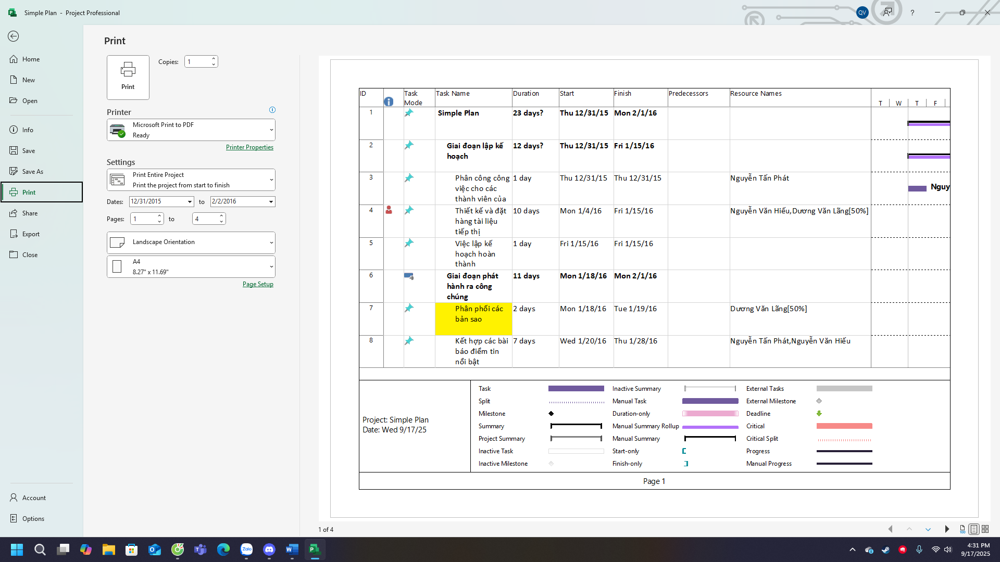 Simple Plan - Project Professional
QV
?
Print
Home
New
Open
Info
Save
Save As
Print
Share
Export
Close
Account
Options
Print
Copies: 1
Printer
Microsoft Print to PDF
Ready
Printer Properties
Settings
Print Entire Project
Print the project from start to finish
Dates: 12/31/2015 to 2/2/2016
Pages: 1 to 4
Landscape Orientation
A4
8.27" x 11.69"
Page Setup
ID Task Mode Task Name Duration Start Finish Predecessors Resource Names T W T F
1 Simple Plan 23 days? Thu 12/31/15 Mon 2/1/16
2 Giai đoạn lập kế 12 days? Thu 12/31/15 Fri 1/15/16
hoạch
3 Phân công công 1 day Thu 12/31/15 Thu 12/31/15 Nguyễn Tấn Phát Nguy
việc cho các
thành viên của
4 Thiết kế và đặt 10 days Mon 1/4/16 Fri 1/15/16 Nguyễn Văn Hiếu,Dương Văn Lãng[50%]
hàng tài liệu
tiếp thị
5 Việc lập kế 1 day Fri 1/15/16 Fri 1/15/16
hoạch hoàn
thành
6 Giai đoạn phát 11 days Mon 1/18/16 Mon 2/1/16
hành ra công
chúng
7 Phân phối các 2 days Mon 1/18/16 Tue 1/19/16 Dương Văn Lãng[50%]
bản sao
8 Kết hợp các bài 7 days Wed 1/20/16 Thu 1/28/16 Nguyễn Tấn Phát,Nguyễn Văn Hiếu
báo điểm tin
nổi bật
Project: Simple Plan
Date: Wed 9/17/25
Task Inactive Summary External Tasks
Split Manual Task External Milestone
Milestone Duration-only Deadline
Summary Manual Summary Rollup Critical
Project Summary Manual Summary Critical Split
Inactive Task Start-only Progress
Inactive Milestone Finish-only Manual Progress
Page 1
1 of 4
100
Zalo
4:31 PM
9/17/2025